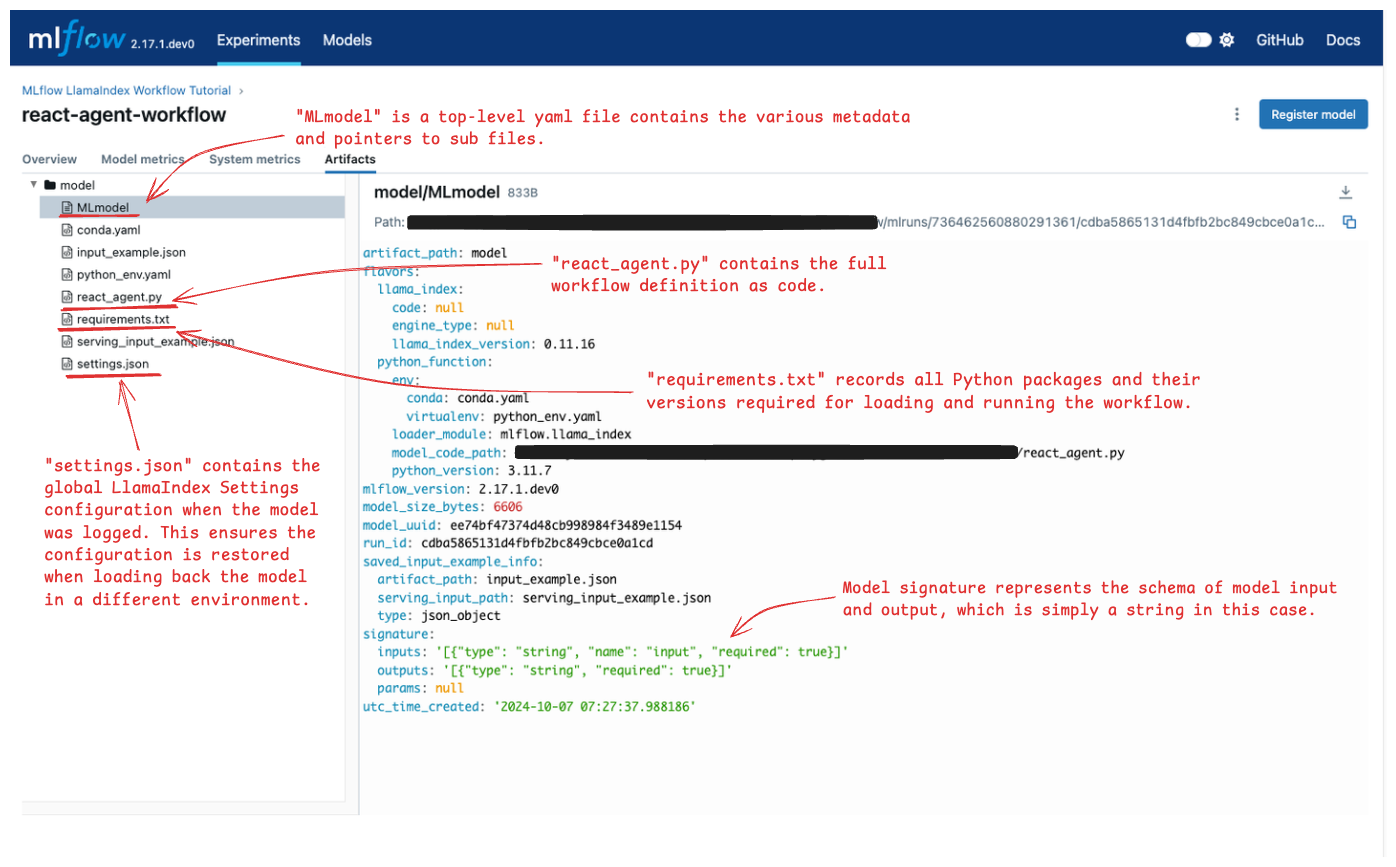 mlflow 2.17.1.dev0 Experiments Models GitHub Docs
MLflow LlamaIndex Workflow Tutorial >
react-agent-workflow
Register model
"MLmodel" is a top-level yaml file contains the various metadata
and pointers to sub files.
Overview Model metrics System metrics Artifacts
model
MLmodel
conda.yaml
input_example.json
python_env.yaml
react_agent.py
requirements.txt
serving_input_example.json
settings.json
"settings.json" contains the
global LlamaIndex Settings
configuration when the model
was logged. This ensures the
configuration is restored
when loading back the model
in a different environment.
model/MLmodel 833B
Path: /mlruns/736462560880291361/cdba5865131d4fbfb2bc849cbce0a1c...
artifact_path: model
flavors:
llama_index:
code: null
engine_type: null
llama_index_version: 0.11.16
python_function:
env:
conda: conda.yaml
virtualenv: python_env.yaml
loader_module: mlflow.llama_index
model_code_path: /react_agent.py
python_version: 3.11.7
mlflow_version: 2.17.1.dev0
model_size_bytes: 6606
model_uuid: ee74bf47374d48cb998984f3489e1154
run_id: cdba5865131d4fbfb2bc849cbce0a1cd
saved_input_example_info:
artifact_path: input_example.json
serving_input_path: serving_input_example.json
type: json_object
signature:
inputs: '[{"type": "string", "name": "input", "required": true}]'
outputs: '[{"type": "string", "required": true}]'
params: null
utc_time_created: '2024-10-07 07:27:37.988186'
"react_agent.py" contains the full
workflow definition as code.
"requirements.txt" records all Python packages and their
versions required for loading and running the workflow.
Model signature represents the schema of model input
and output, which is simply a string in this case.